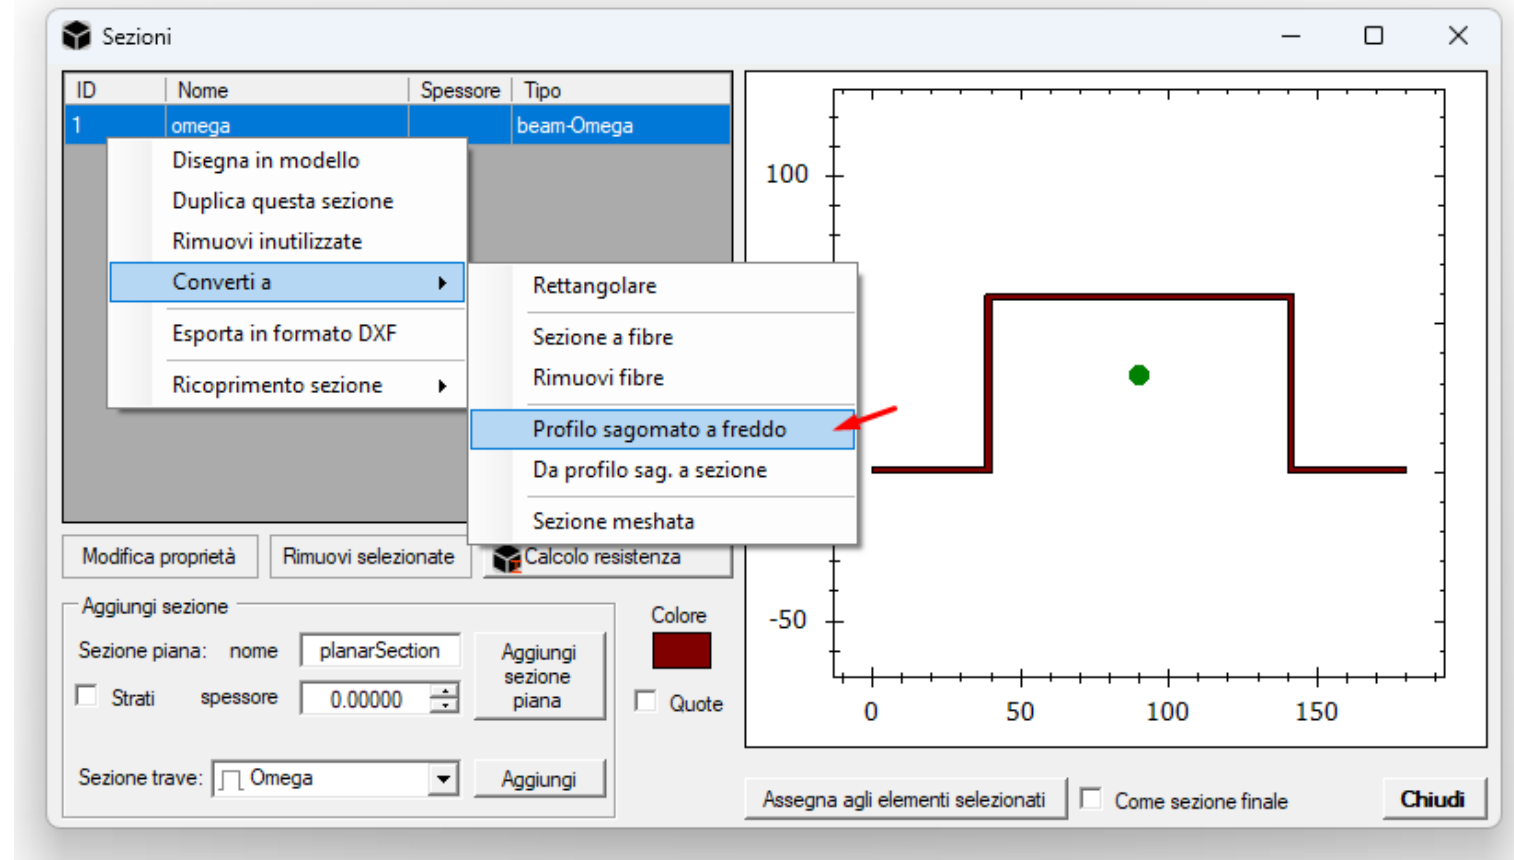 Sezioni
ID Nome Spessore Tipo
1 omega beam-Omega
Disegna in modello
Duplica questa sezione
Rimuovi inutilizzate
Converti a
Esporta in formato DXF
Ricoprimento sezione
Rettangolare
Sezione a fibre
Rimuovi fibre
Profilo sagomato a freddo
Da profilo sag. a sezione
Sezione meshata
Modifica proprietà
Rimuovi selezionate
Calcolo resistenza
Aggiungi sezione
Sezione piana: nome planarSection
Strati spessore 0.00000
Aggiungi
sezione
piana
Sezione trave: Omega
Aggiungi
Colore
Quote
100
-50
0 50 100 150
Assegna agli elementi selezionati
Come sezione finale
Chiudi